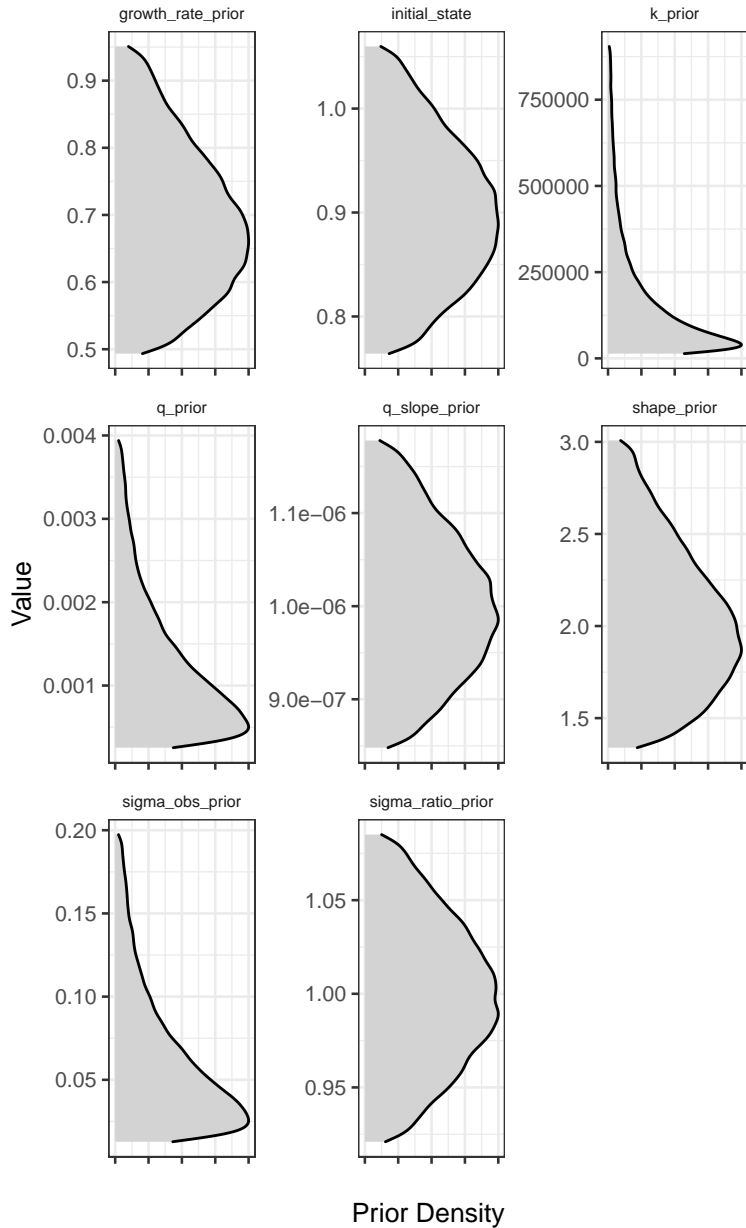 growth_rate_prior
initial_state
k_prior
0.9
0.8
0.7
0.6
0.5
1.0
0.9
0.8
750000
500000
250000
0
q_prior
q_slope_prior
shape_prior
Value
0.004
0.003
0.002
0.001
1.1e−06
1.0e−06
9.0e−07
3.0
2.5
2.0
1.5
sigma_obs_prior
sigma_ratio_prior
0.20
0.15
0.10
0.05
1.05
1.00
0.95
Prior Density